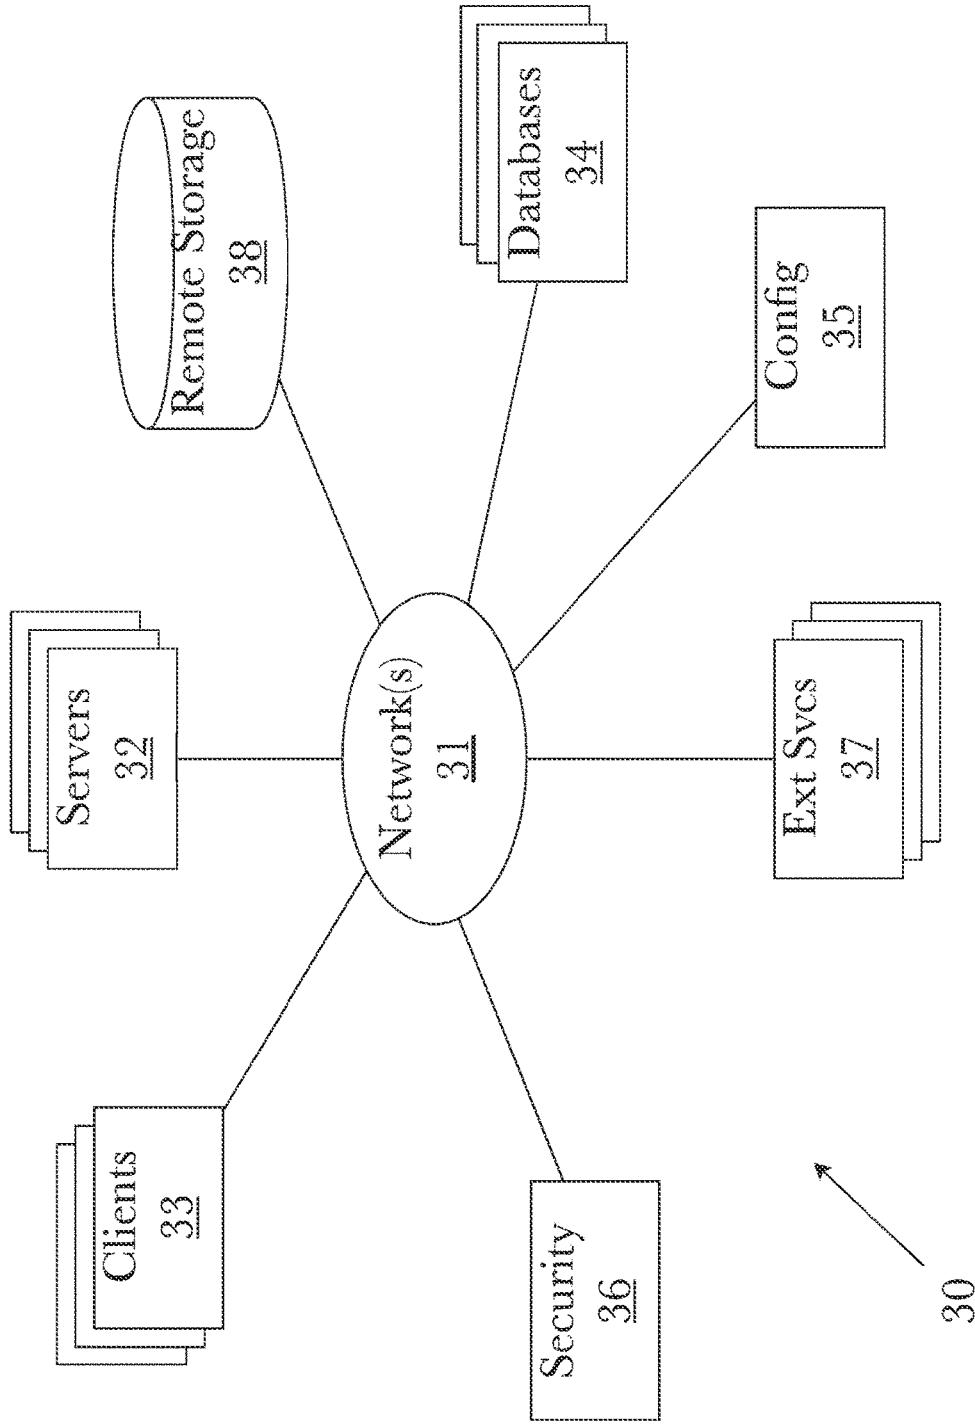 Servers
32
Clients
33
Remote Storage
38
Network(s)
31
Databases
34
Security
36
Ext Svcs
37
Config
35
30